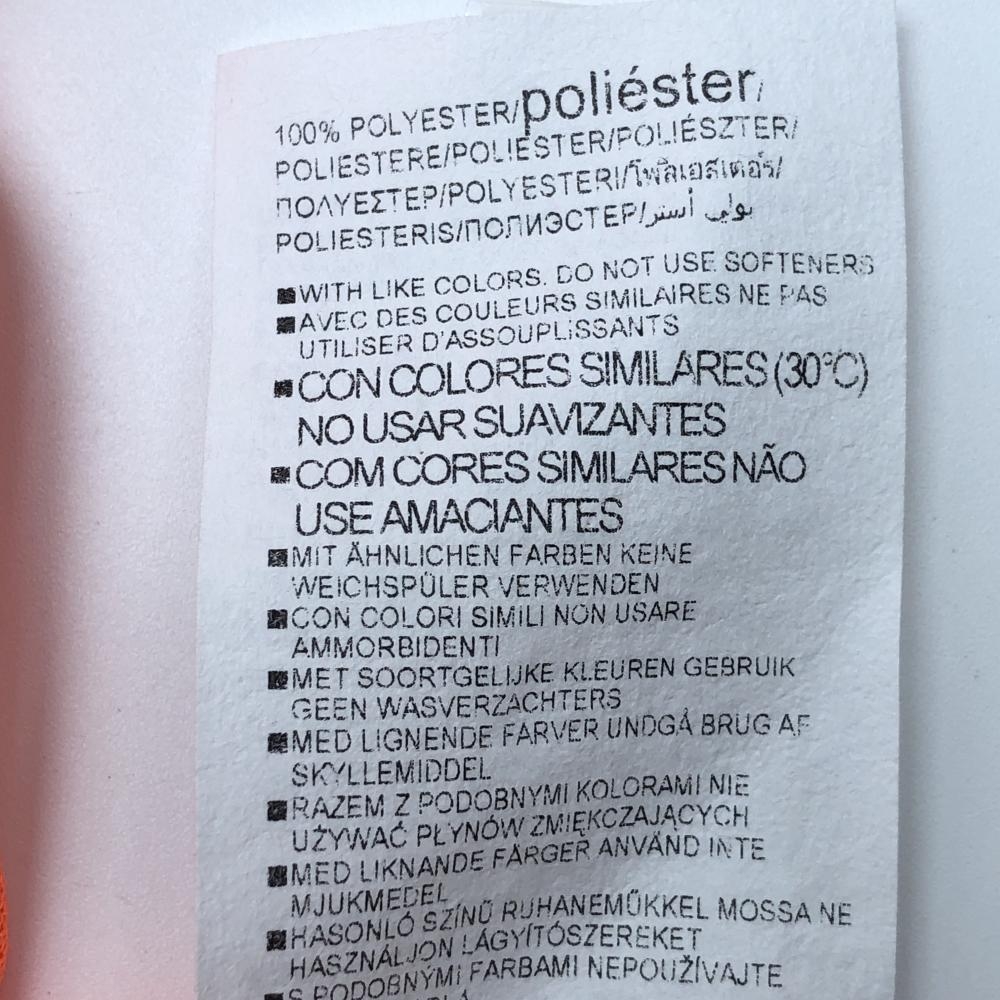 100% POLYESTER/poliéster/
POLIESTERE/POLIESTER/POLIÉSZTER/
ΠΟΛΥΕΣΤΕΡ/POLYESTERI/โพลิเอสเตอร์/
POLIESTERIS/ПОЛИЭСТЕР/بولي أستر
■WITH LIKE COLORS. DO NOT USE SOFTENERS
■AVEC DES COULEURS SIMILAIRES NE PAS
UTILISER D'ASSOUPLISSANTS
■CON COLORES SIMILARES (30°C)
NO USAR SUAVIZANTES
■COM CORES SIMILARES NÃO
USE AMACIANTES
■MIT ÄHNLICHEN FARBEN KEINE
WEICHSPÜLER VERWENDEN
■CON COLORI SIMILI NON USARE
AMMORBIDENTI
■MET SOORTGELIJKE KLEUREN GEBRUIK
GEEN WASVERZACHTERS
■MED LIGNENDE FARVER UNDGÅ BRUG AF
SKYLLEMIDDEL
■RAZEM Z PODOBNYMI KOLORAMI NIE
UŻYWAĆ PŁYNÓW ZMIĘKCZAJĄCYCH
■MED LIKNANDE FÄRGER ANVÄND INTE
MJUKMEDEL
■HASONLÓ SZÍNŰ RUHANEMŰKKEL MOSSA NE
HASZNÁLJON LÁGYÍTÓSZEREKET
■S PODOBNÝMI FARBAMI NEPOUŽÍVAJTE